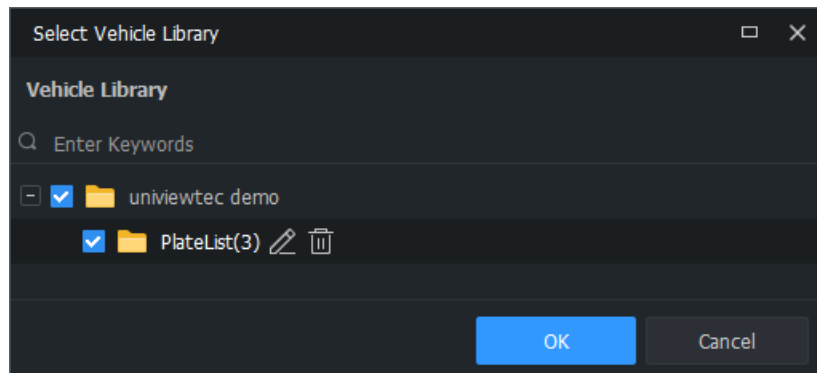 Select Vehicle Library
Vehicle Library
Enter Keywords
univiewtec demo
PlateList(3)
OK Cancel